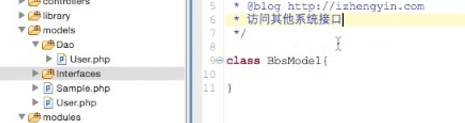 controllers
library
models
Dao
User.php
Interfaces
Sample.php
User.php
modules
5 * @blog http://izhengyin.com
6 * 访问其他系统接口
7 */
8
9 class BbsModel{
10
11 }